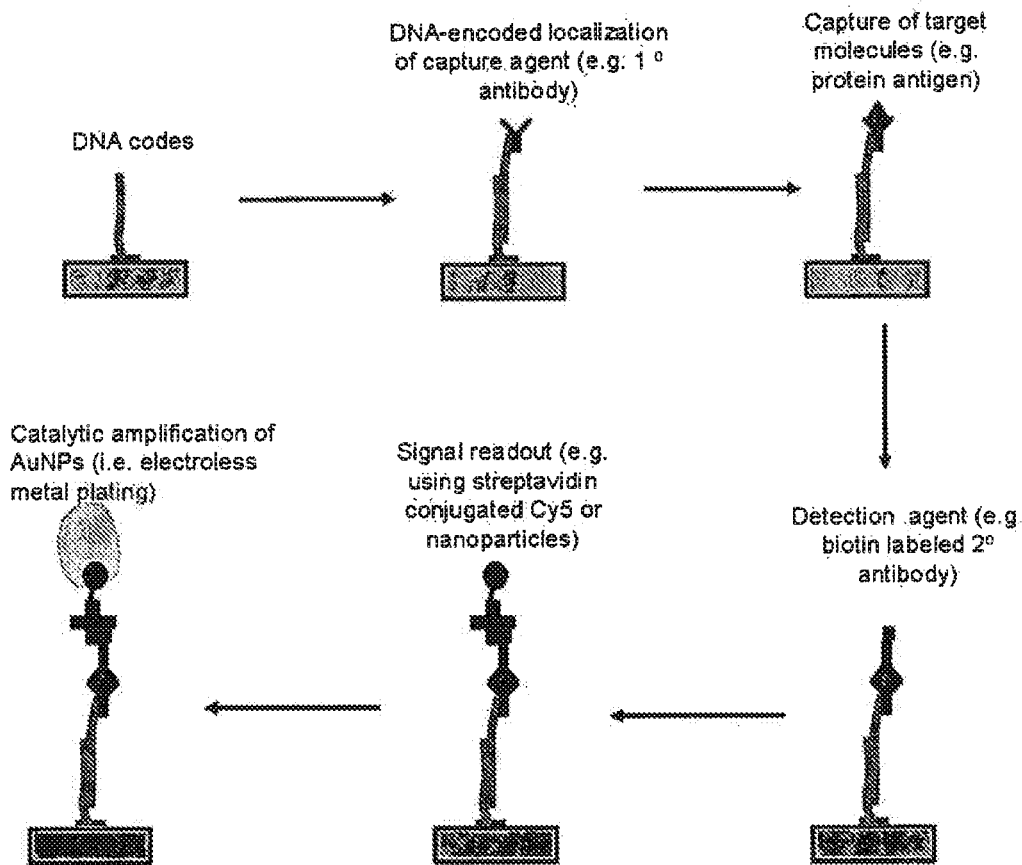 DNA codes
DNA-encoded localization
of capture agent (e.g. 1 º
antibody)
Capture of target
molecules (e.g.
protein antigen)
Detection agent (e.g.
biotin labeled 2º
antibody)
Signal readout (e.g.
using streptavidin
conjugated Cy5 or
nanoparticles)
Catalytic amplification of
AuNPs (i.e. electroless
metal plating)